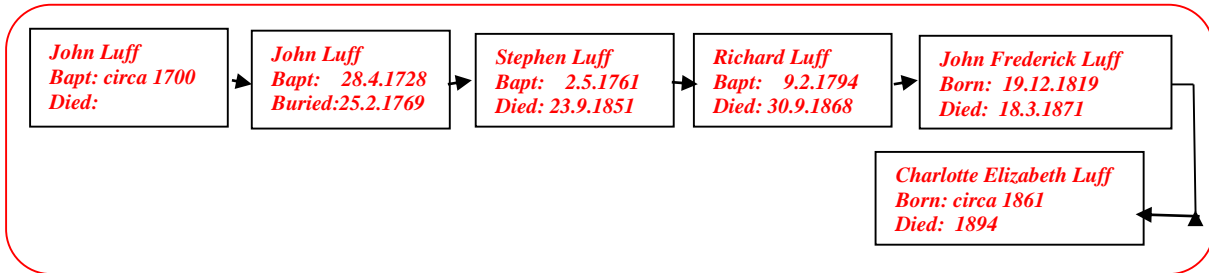 John Luff
Bapt: circa 1700
Died:
John Luff
Bapt: 28.4.1728
Buried:25.2.1769
Stephen Luff
Bapt: 2.5.1761
Died: 23.9.1851
Richard Luff
Bapt: 9.2.1794
Died: 30.9.1868
John Frederick Luff
Born: 19.12.1819
Died: 18.3.1871
Charlotte Elizabeth Luff
Born: circa 1861
Died: 1894